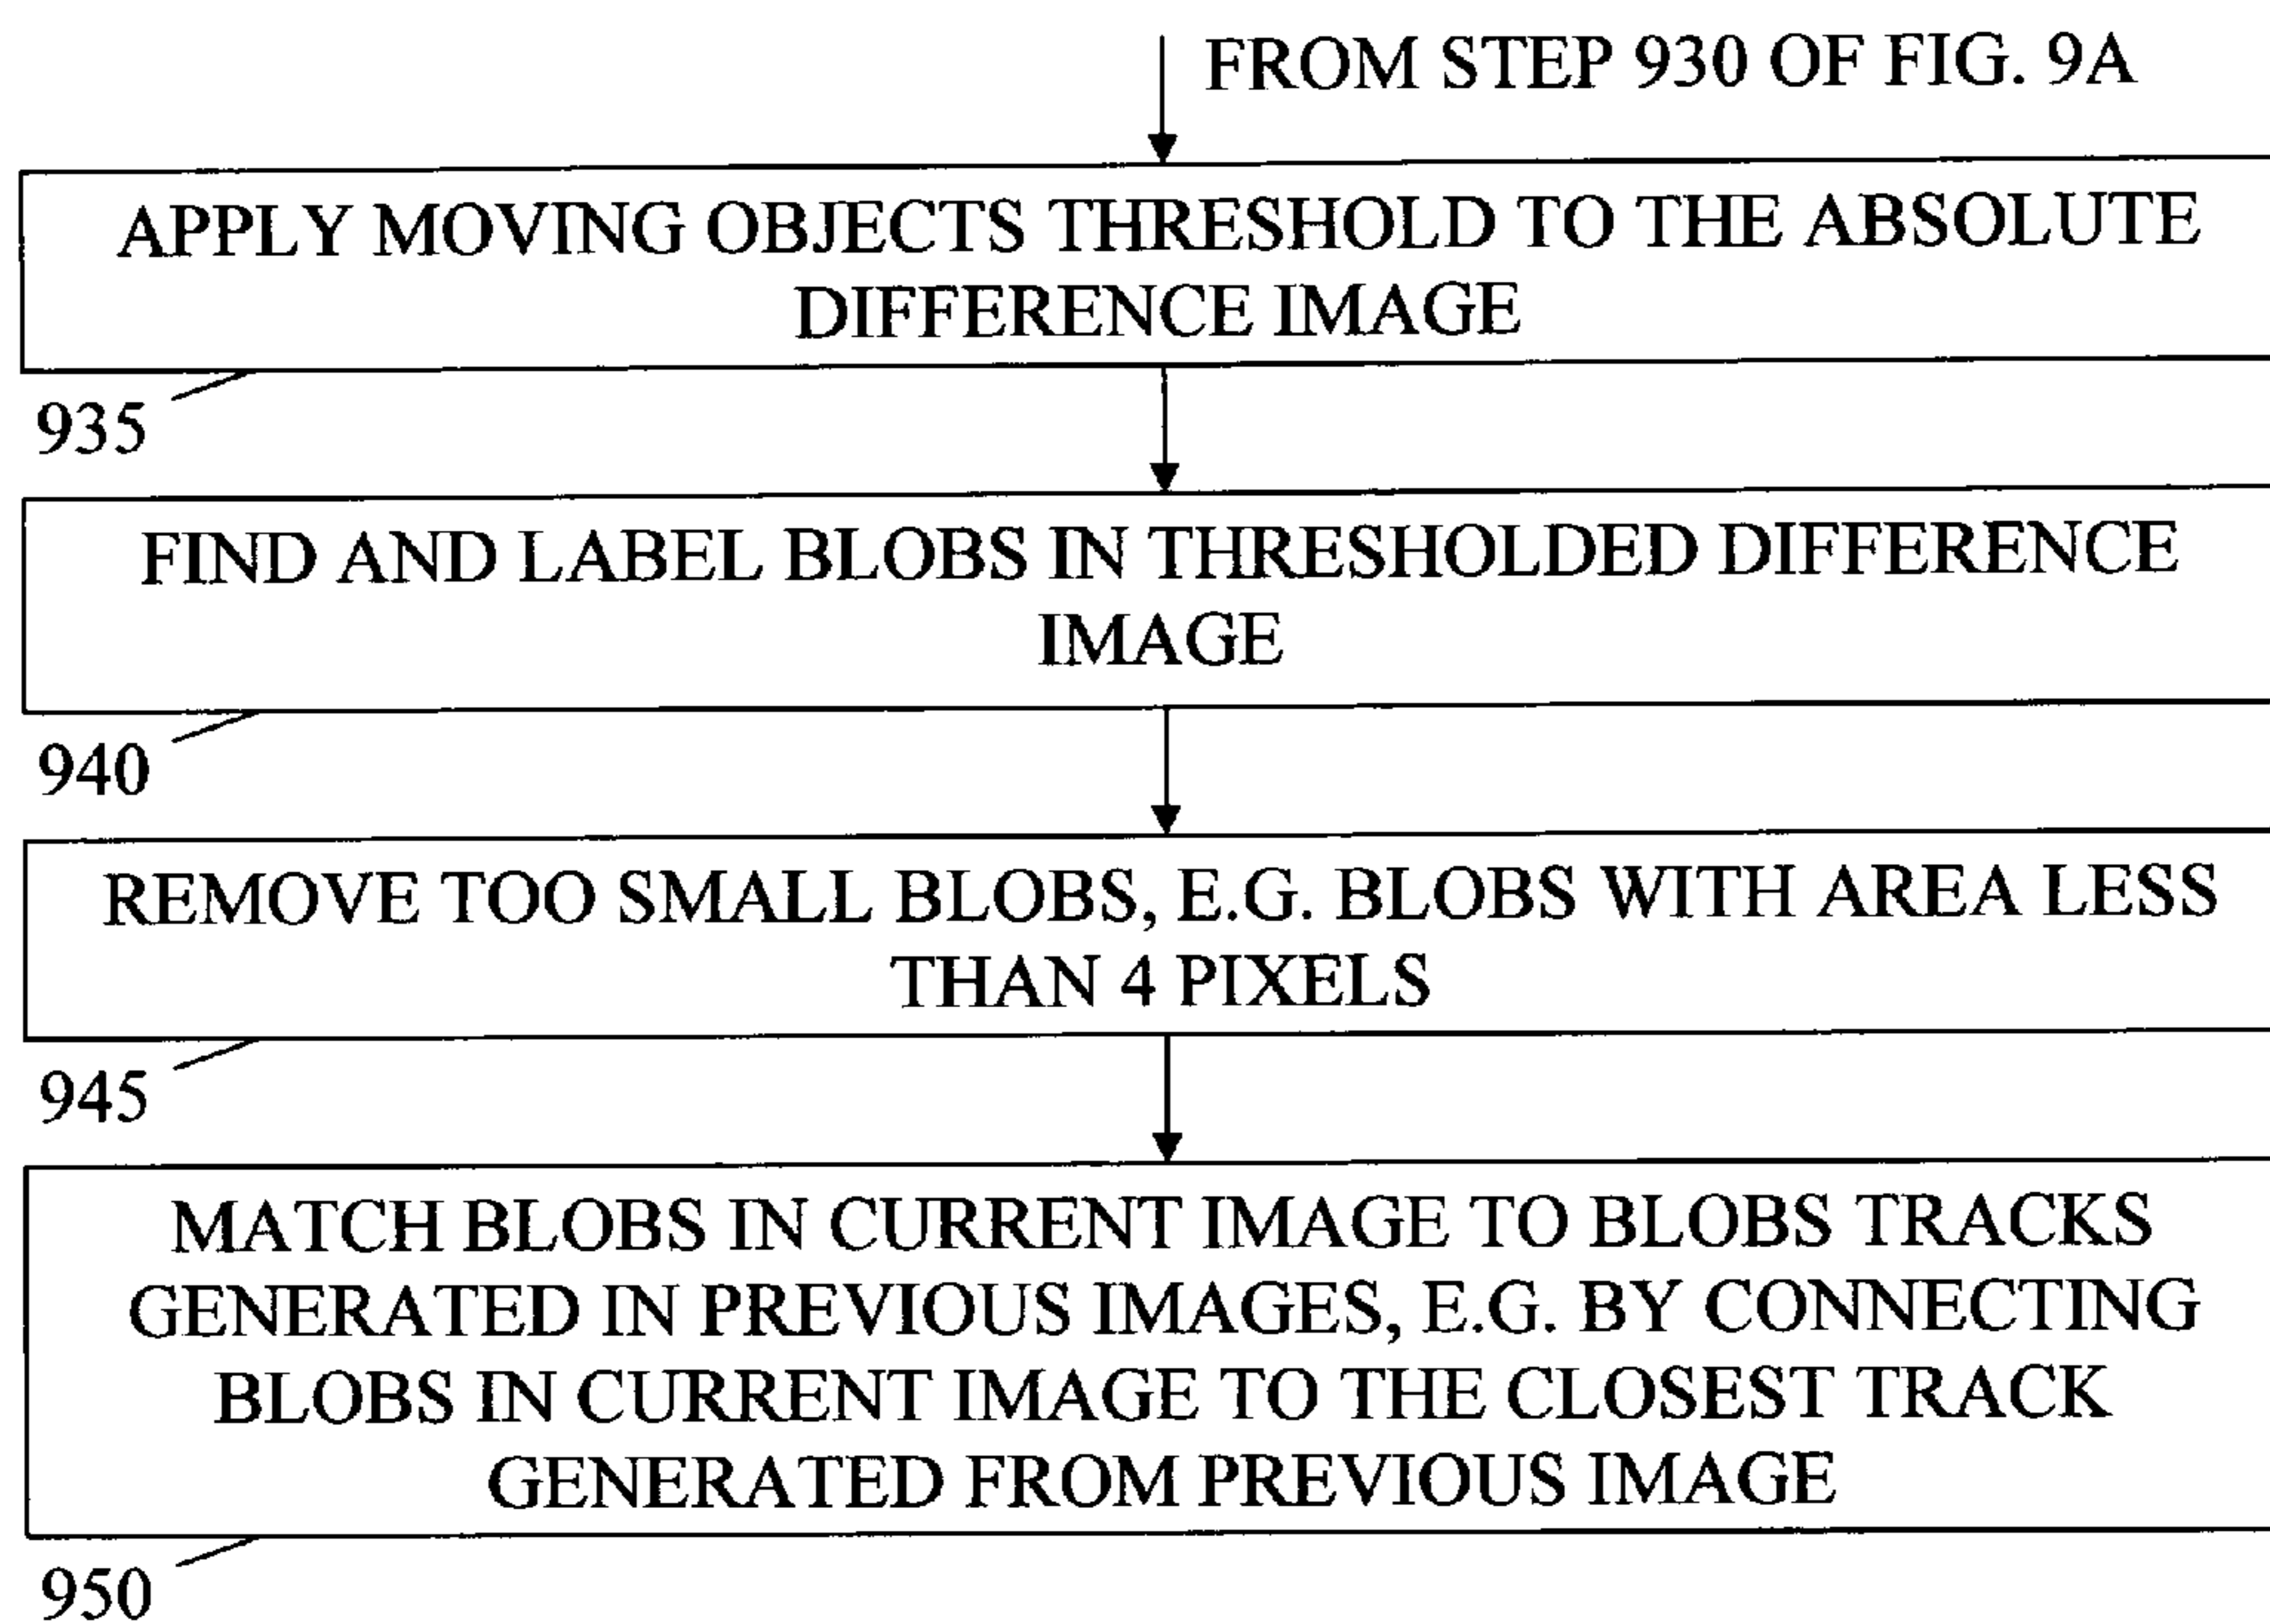 FROM STEP 930 OF FIG. 9A
APPLY MOVING OBJECTS THRESHOLD TO THE ABSOLUTE
DIFFERENCE IMAGE
935
FIND AND LABEL BLOBS IN THRESHOLDED DIFFERENCE
IMAGE
940
REMOVE TOO SMALL BLOBS, E.G. BLOBS WITH AREA LESS
THAN 4 PIXELS
945
MATCH BLOBS IN CURRENT IMAGE TO BLOBS TRACKS
GENERATED IN PREVIOUS IMAGES, E.G. BY CONNECTING
BLOBS IN CURRENT IMAGE TO THE CLOSEST TRACK
GENERATED FROM PREVIOUS IMAGE
950